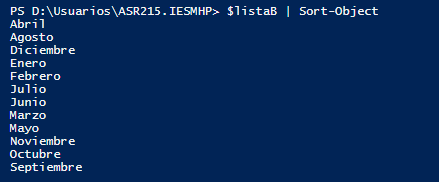 PS D:\Usuarios\ASR215.IESMHP> $listaB | Sort-Object
Abril
Agosto
Diciembre
Enero
Febrero
Julio
Junio
Marzo
Mayo
Noviembre
Octubre
Septiembre